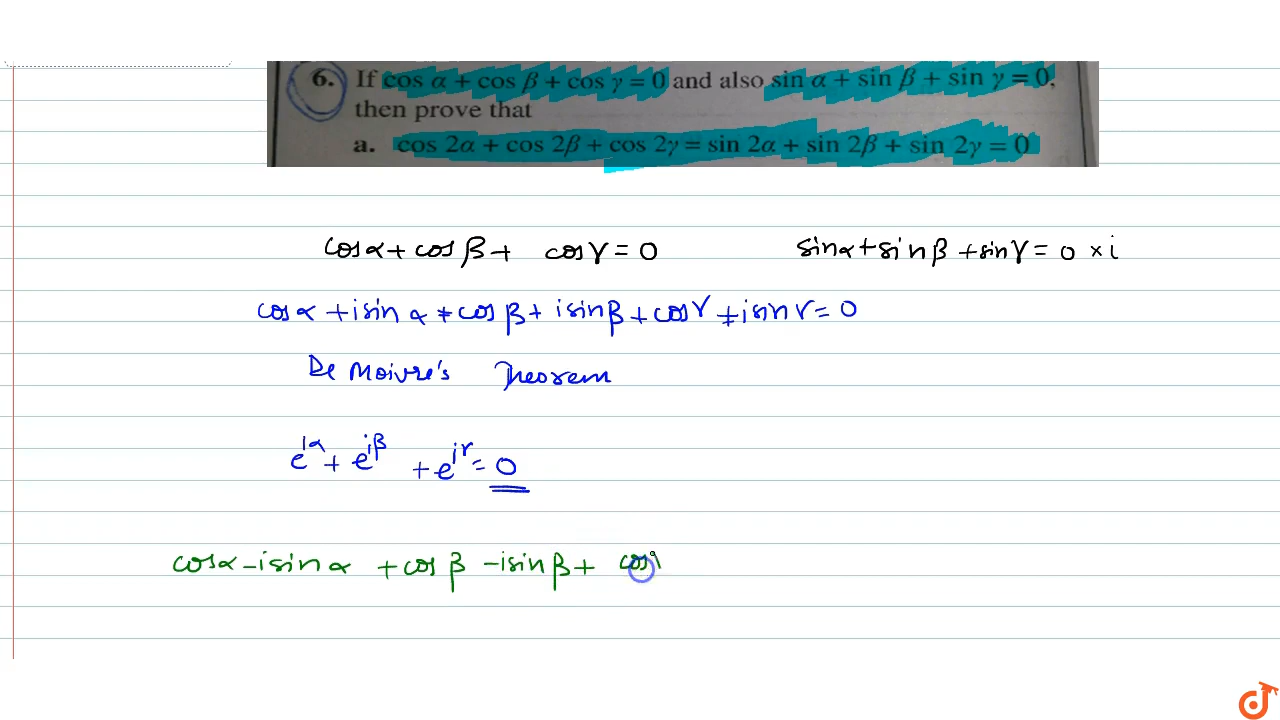 6. If cos α + cos β + cos γ = 0 and also sin α + sin β + sin γ = 0,
then prove that
a. cos 2α + cos 2β + cos 2γ = sin 2α + sin 2β + sin 2γ = 0
cosα + cosβ + cosγ = 0 sinα + sinβ + sinγ = 0 × i
cosα + isinα + cosβ + isinβ + cosγ + isinγ = 0
De Moivre's Theorem
e^iα + e^iβ + e^iγ = 0
cosα - isinα + cosβ - isinβ + cos